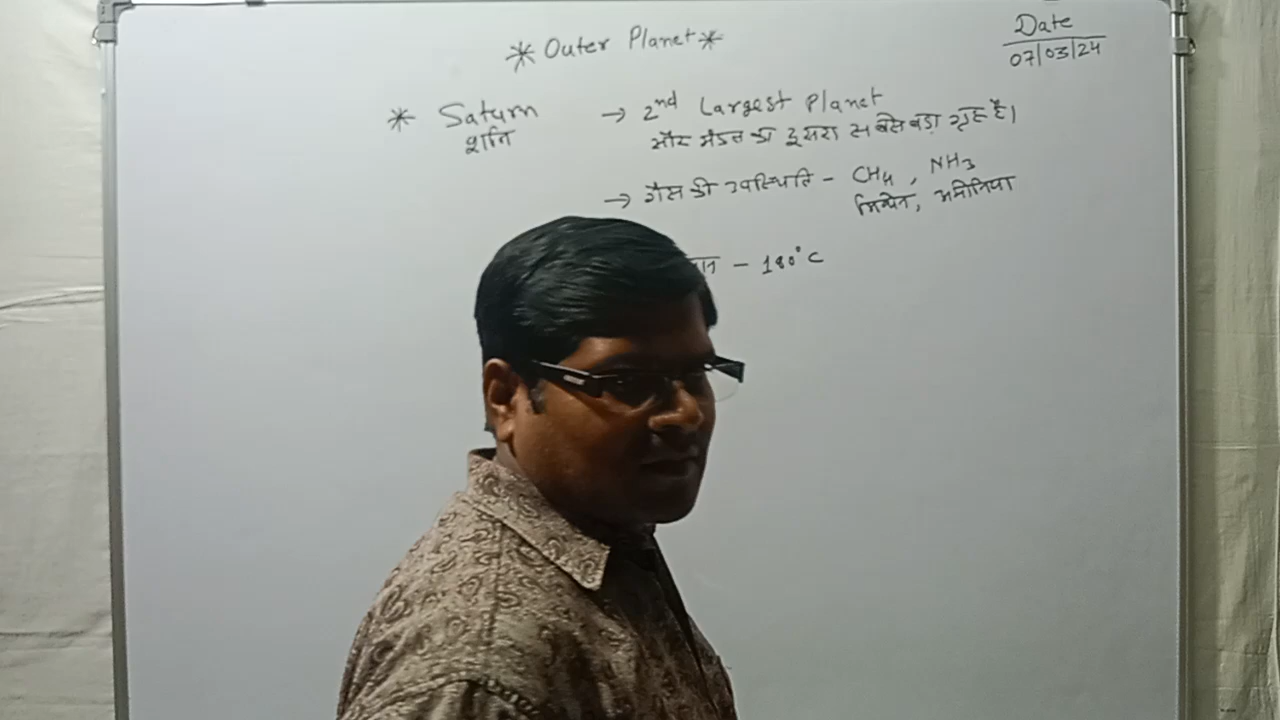 * Outer Planet *
Date
07/03/24
* Saturn → 2nd Largest Planet
शनि सौर मंडल का दूसरा सबसे बड़ा ग्रह है।
→ गैस की उपस्थिति - CH4, NH3
मिथेन, अमोनिया
- 180°C